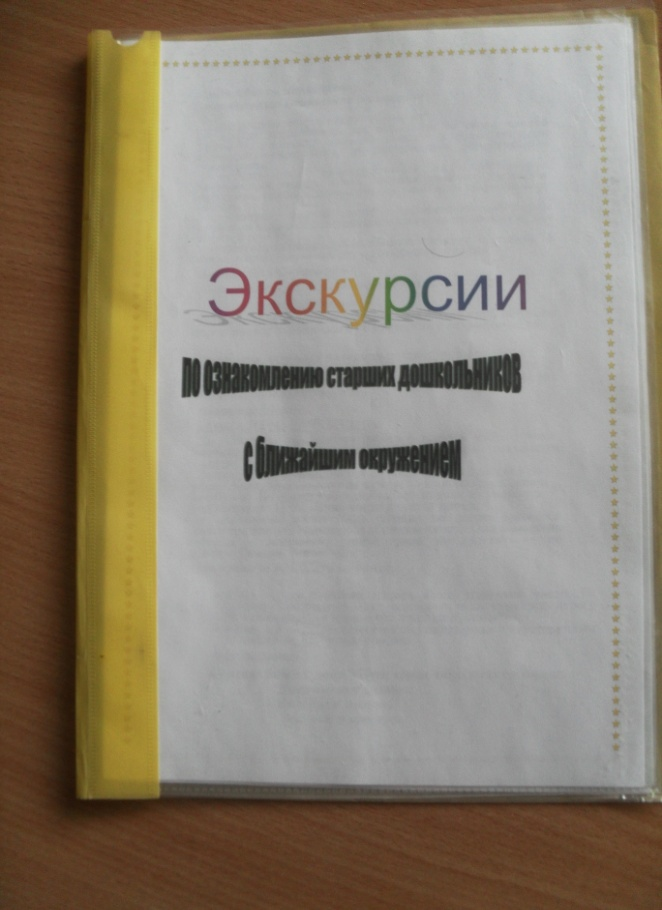 Экскурсии
по ознакомлению старших дошкольников
с ближайшим окружением